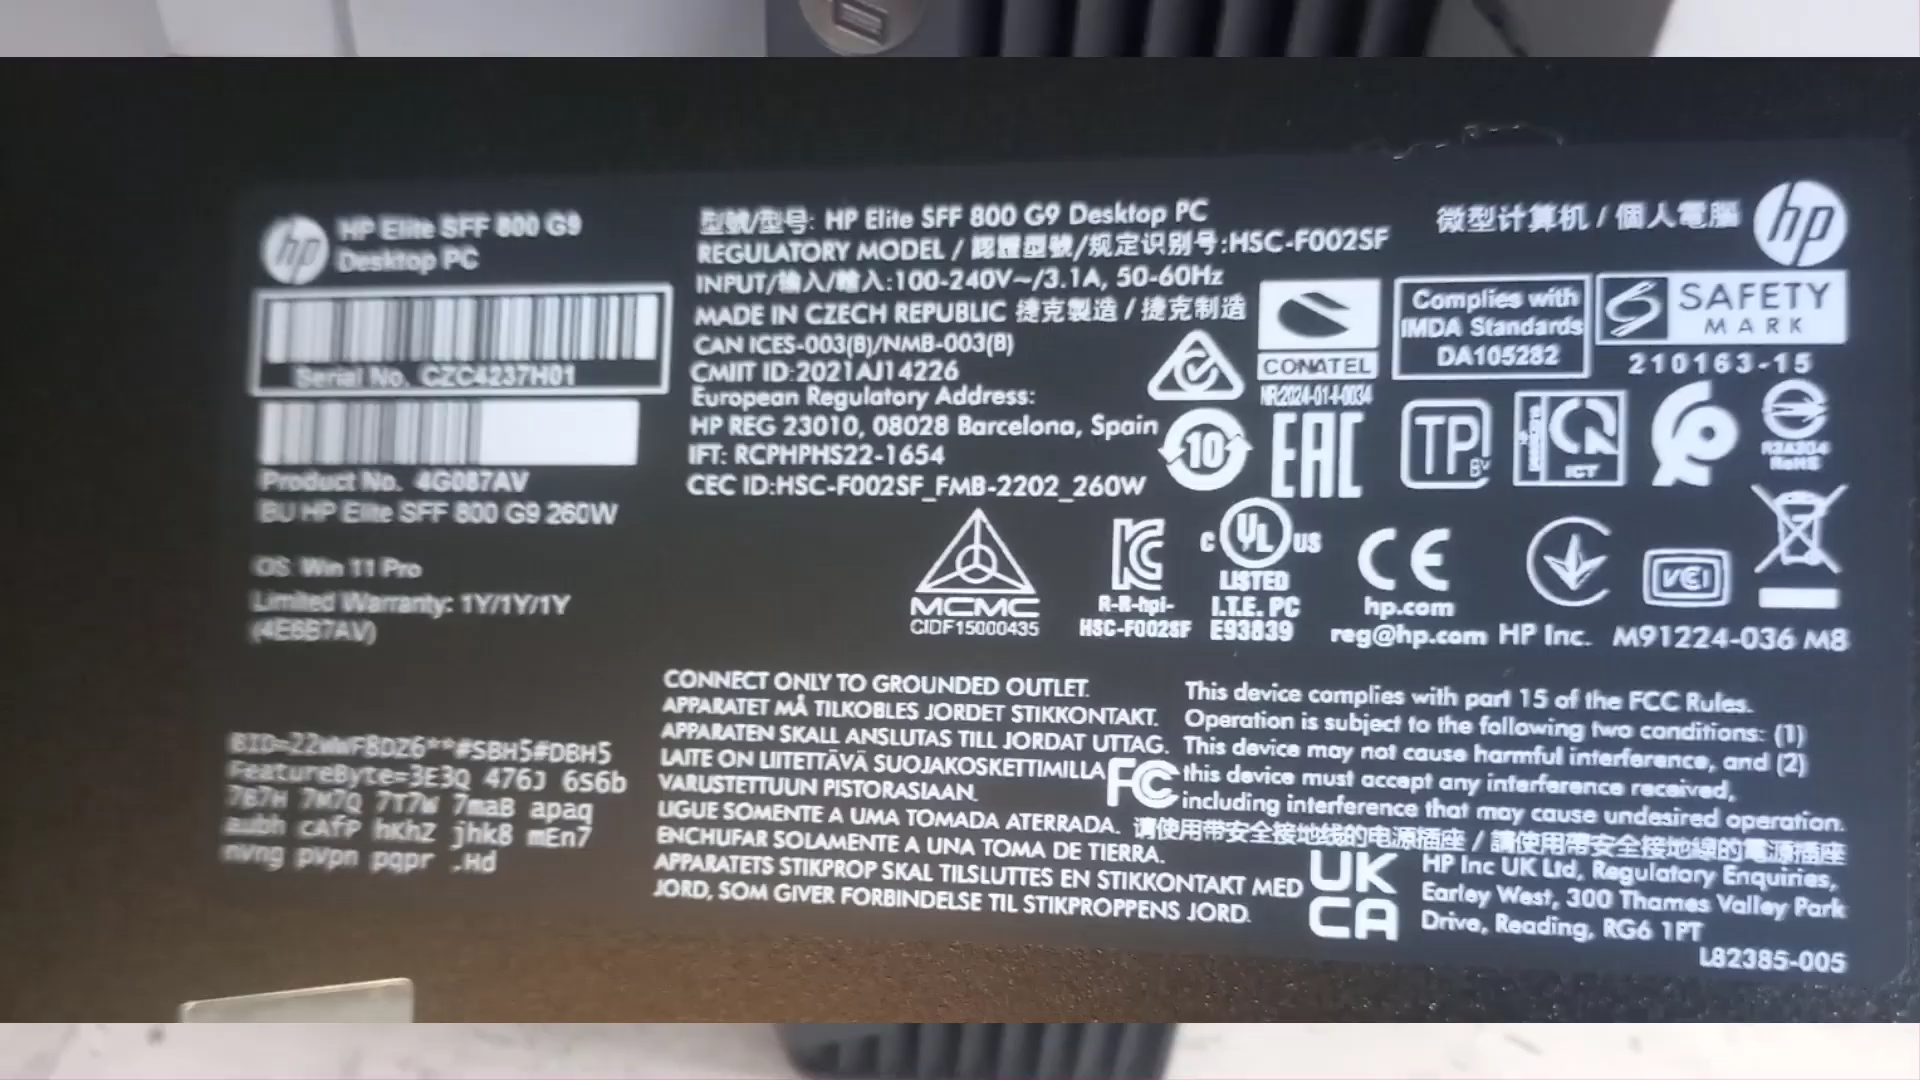 HP Elite SFF 800 G9
Desktop PC
Serial No. CZC4237H01
Product No. 4G087AV
BU HP Elite SFF 800 G9 260W
OS: Win 11 Pro
Limited Warranty: 1Y/1Y/1Y
(4E6B7AV)
BID=22WWFBDZ6**#SBH5#DBH5
FeatureByte=3E3Q 476J 6S6b
7B7H 7M7Q 7T7W 7maB apaq
aubh cAfP hKhZ jhk8 mEn7
nVng pvpn pqpr .Hd
hp
型號/型号: HP Elite SFF 800 G9 Desktop PC
REGULATORY MODEL / 認證型號/规定识别号:HSC-F002SF
INPUT/输入/輸入:100-240V~/3.1A, 50-60Hz
MADE IN CZECH REPUBLIC 捷克製造 / 捷克制造
CAN ICES-003(B)/NMB-003(B)
CMIIT ID:2021AJ14226
European Regulatory Address:
HP REG 23010, 08028 Barcelona, Spain
IFT: RCPHPHS22-1654
CEC ID:HSC-F002SF_FMB-2202_260W
微型计算机 / 個人電腦
hp
CONATEL
NR:2024-01-I-0034
Complies with
IMDA Standards
DA105282
SAFETY
MARK
210163-15
10
EAC
TP
BV
ICT
R3A304
RoHS
MCMC
CIDF15000435
R-R-hpi-
HSC-F002SF
C UL US
LISTED
I.T.E. PC
E93839
CE
hp.com
reg@hp.com HP Inc.
VCI
M91224-036 M8
CONNECT ONLY TO GROUNDED OUTLET.
APPARATET MÅ TILKOBLES JORDET STIKKONTAKT.
APPARATEN SKALL ANSLUTAS TILL JORDAT UTTAG.
LAITE ON LIITETTÄVÄ SUOJAKOSKETTIMILLA
VARUSTETTUUN PISTORASIAAN.
LIGUE SOMENTE A UMA TOMADA ATERRADA.
ENCHUFAR SOLAMENTE A UNA TOMA DE TIERRA.
APPARATETS STIKPROP SKAL TILSLUTTES EN STIKKONTAKT MED
JORD, SOM GIVER FORBINDELSE TIL STIKPROPPENS JORD.
FC
This device complies with part 15 of the FCC Rules.
Operation is subject to the following two conditions: (1)
This device may not cause harmful interference, and (2)
this device must accept any interference received,
including interference that may cause undesired operation.
请使用带安全接地线的电源插座 / 請使用帶安全接地線的電源插座
UK
CA
HP Inc UK Ltd, Regulatory Enquiries,
Earley West, 300 Thames Valley Park
Drive, Reading, RG6 1PT
L82385-005